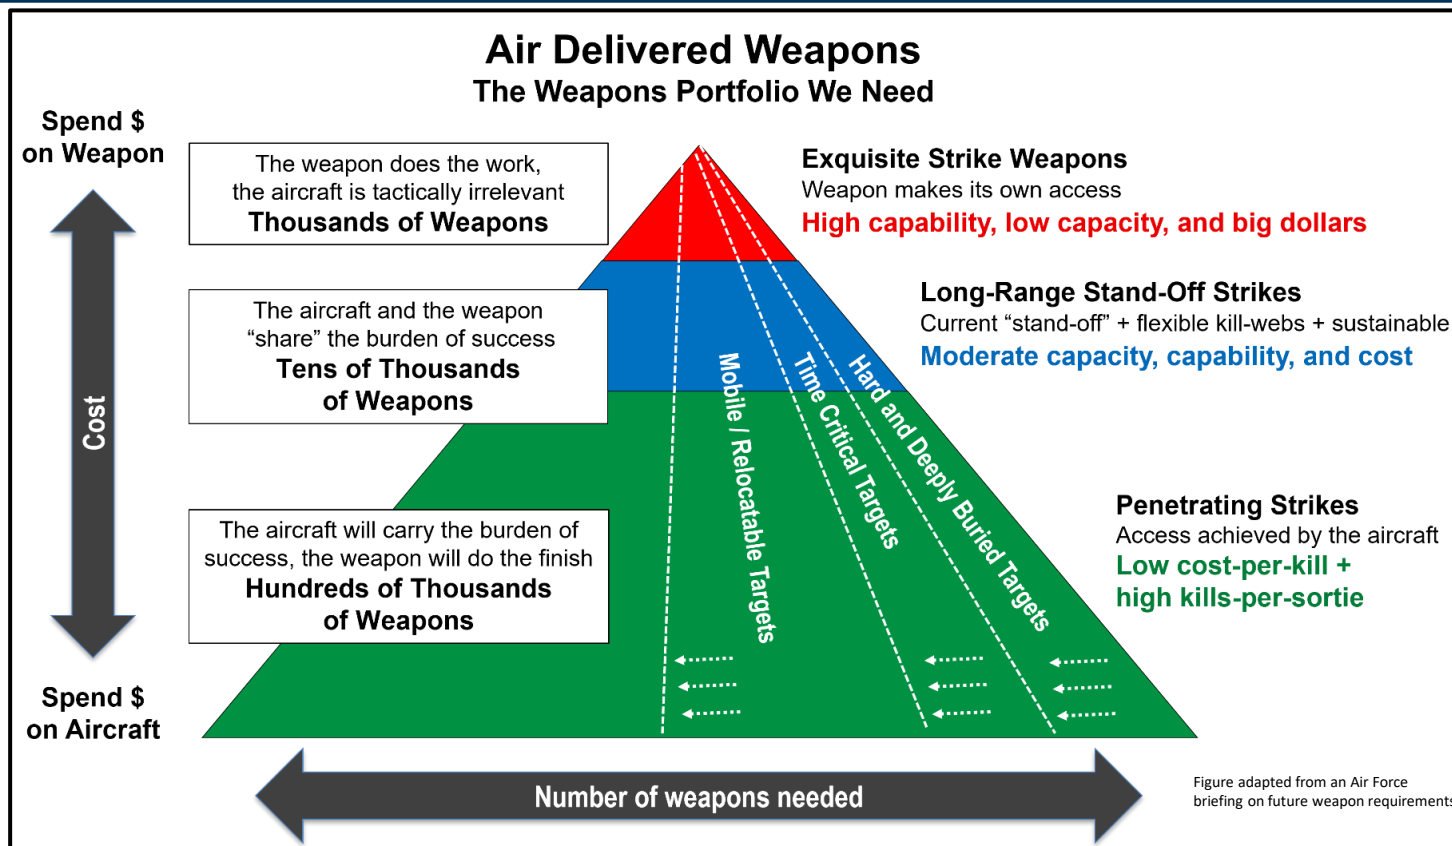 Air Delivered Weapons
The Weapons Portfolio We Need
Spend $
on Weapon
Cost
Spend $
on Aircraft
The weapon does the work,
the aircraft is tactically irrelevant
Thousands of Weapons
The aircraft and the weapon
“share” the burden of success
Tens of Thousands
of Weapons
The aircraft will carry the burden of
success, the weapon will do the finish
Hundreds of Thousands
of Weapons
Mobile / Relocatable Targets
Time Critical Targets
Hard and Deeply Buried Targets
Exquisite Strike Weapons
Weapon makes its own access
High capability, low capacity, and big dollars
Long-Range Stand-Off Strikes
Current “stand-off” + flexible kill-webs + sustainable
Moderate capacity, capability, and cost
Penetrating Strikes
Access achieved by the aircraft
Low cost-per-kill +
high kills-per-sortie
Number of weapons needed
Figure adapted from an Air Force
briefing on future weapon requirements